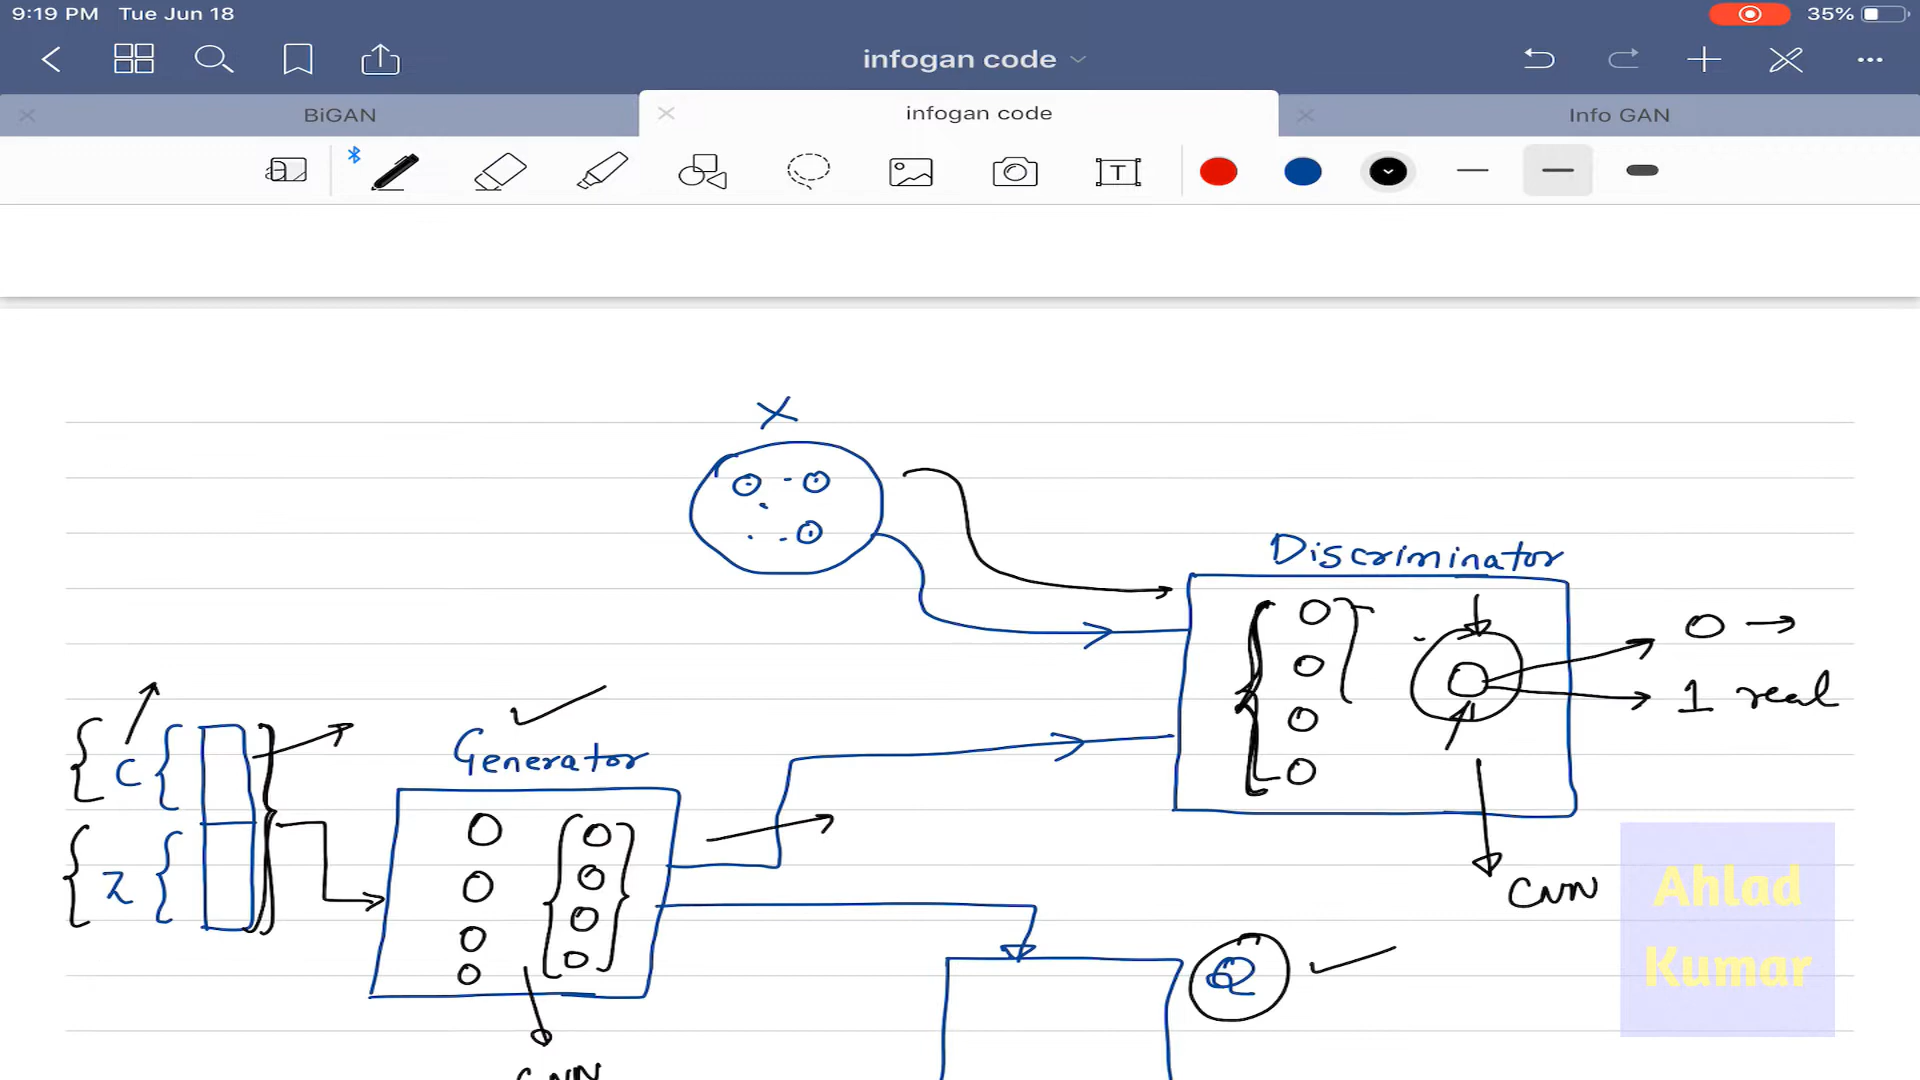 9:19 PM Tue Jun 18
35%
infogan code
BiGAN
infogan code
Info GAN
T
X
Discriminator
0 →
1 real
C
Generator
Z
CNN
Ahlad
Kumar
Q
CNN